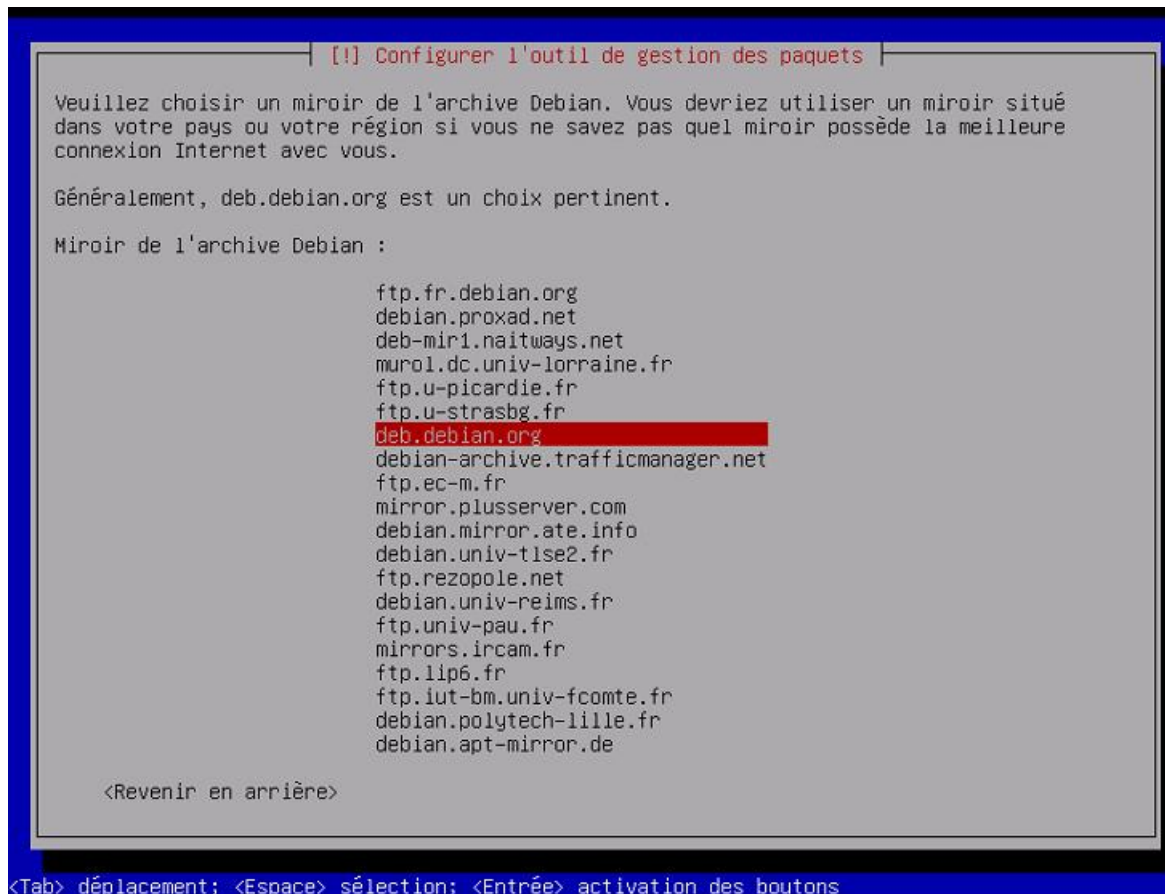 [!] Configurer l'outil de gestion des paquets
Veuillez choisir un miroir de l'archive Debian. Vous devriez utiliser un miroir situé
dans votre pays ou votre région si vous ne savez pas quel miroir possède la meilleure
connexion Internet avec vous.
Généralement, deb.debian.org est un choix pertinent.
Miroir de l'archive Debian :
ftp.fr.debian.org
debian.proxad.net
deb-mir1.naitways.net
murol.dc.univ-lorraine.fr
ftp.u-picardie.fr
ftp.u-strasbg.fr
deb.debian.org
debian-archive.trafficmanager.net
ftp.ec-m.fr
mirror.plusserver.com
debian.mirror.ate.info
debian.univ-tlse2.fr
ftp.rezopole.net
debian.univ-reims.fr
ftp.univ-pau.fr
mirrors.ircam.fr
ftp.lip6.fr
ftp.iut-bm.univ-fcomte.fr
debian.polytech-lille.fr
debian.apt-mirror.de
<Revenir en arrière>
<Tab> déplacement; <Espace> sélection; <Entrée> activation des boutons